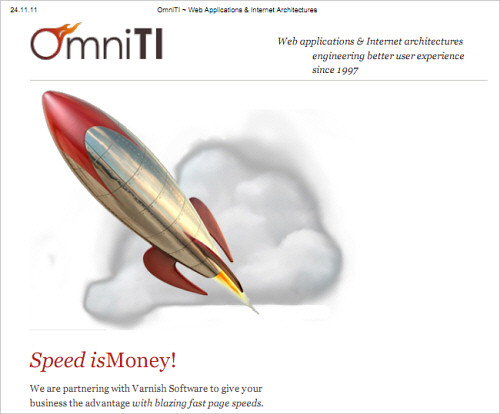 24.11.11 OmniTI ~ Web Applications & Internet Architectures
OmniTI
Web applications & Internet architectures
engineering better user experience
since 1997
Speed isMoney!
We are partnering with Varnish Software to give your
business the advantage with blazing fast page speeds.